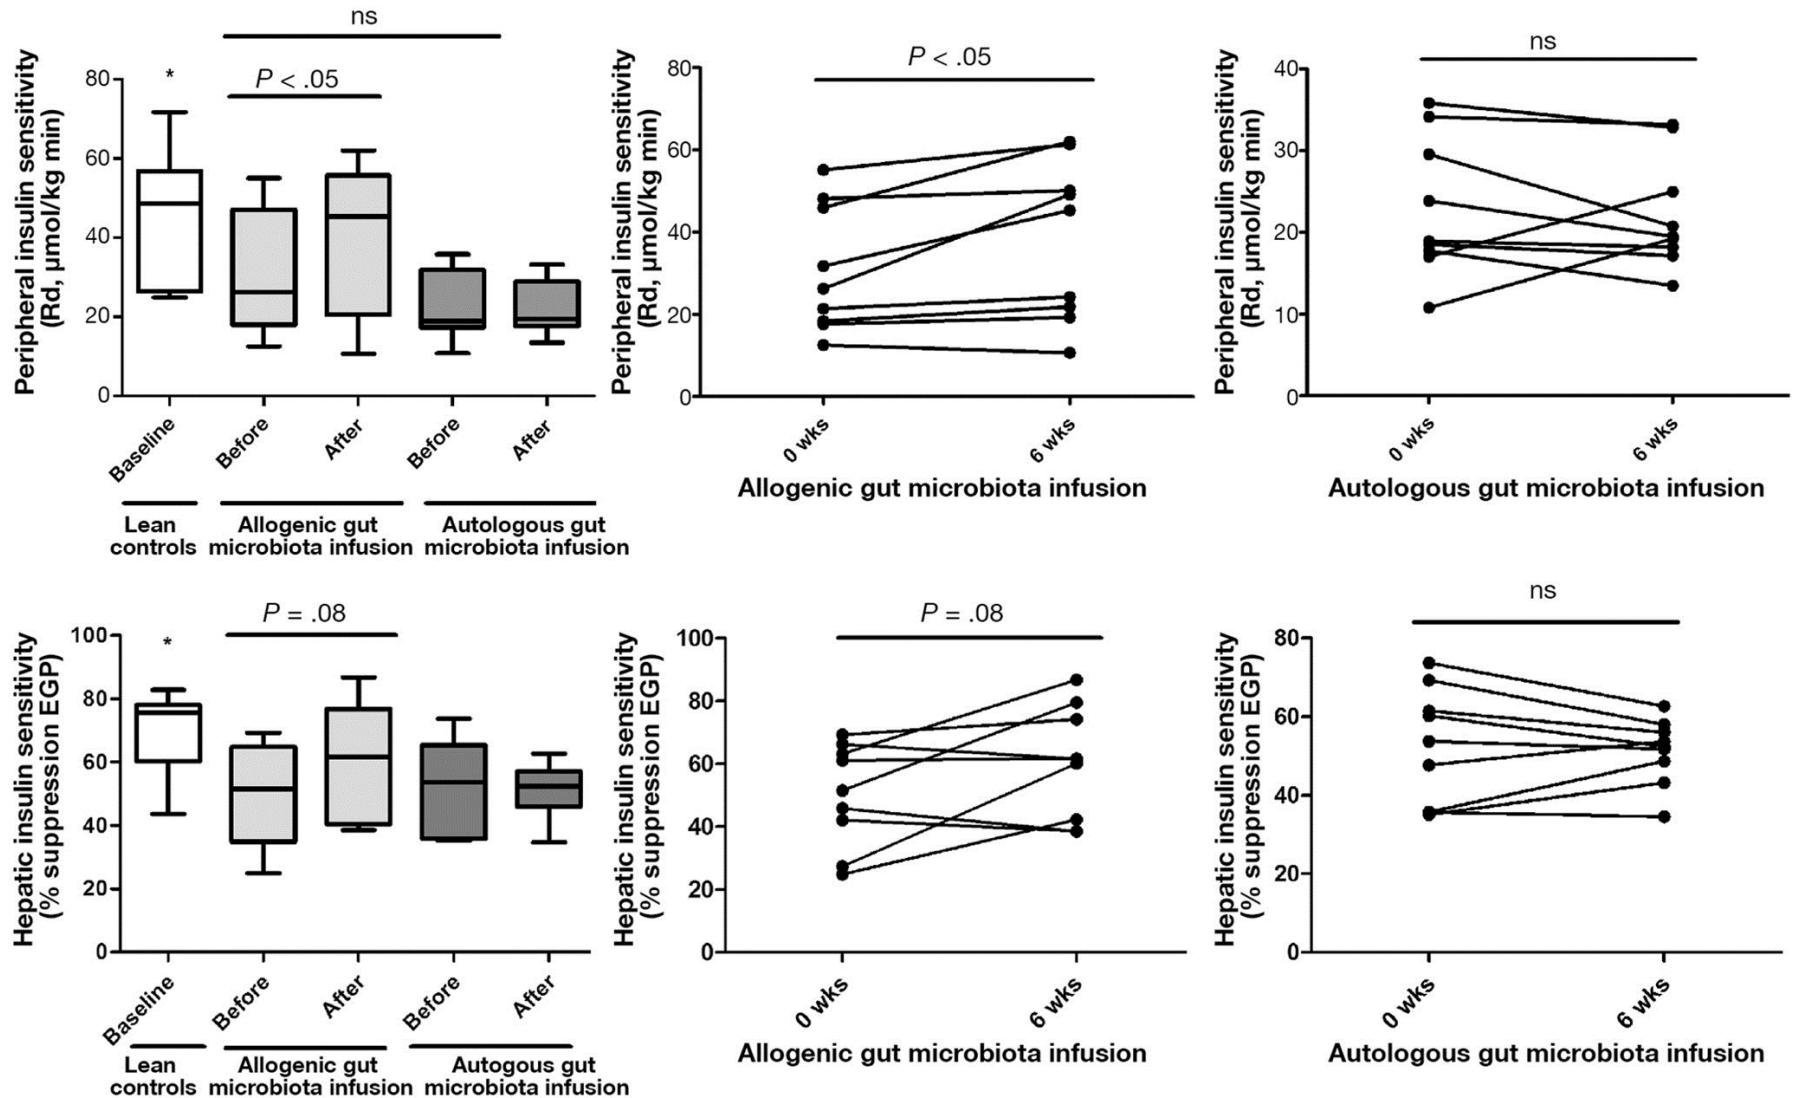 ns
P < .05
*
Peripheral insulin sensitivity
(Rd, µmol/kg min)
80
60
40
20
0
Baseline
Before
After
Before
After
Lean
controls
Allogenic gut
microbiota infusion
Autologous gut
microbiota infusion
P < .05
Peripheral insulin sensitivity
(Rd, µmol/kg min)
80
60
40
20
0
0 wks
6 wks
Allogenic gut microbiota infusion
ns
Peripheral insulin sensitivity
(Rd, µmol/kg min)
40
30
20
10
0
0 wks
6 wks
Autologous gut microbiota infusion
P = .08
*
Hepatic insulin sensitivity
(% suppression EGP)
100
80
60
40
20
0
Baseline
Before
After
Before
After
Lean
controls
Allogenic gut
microbiota infusion
Autogous gut
microbiota infusion
P = .08
Hepatic insulin sensitivity
(% suppression EGP)
100
80
60
40
20
0
0 wks
6 wks
Allogenic gut microbiota infusion
ns
Hepatic insulin sensitivity
(% suppression EGP)
80
60
40
20
0
0 wks
6 wks
Autologous gut microbiota infusion